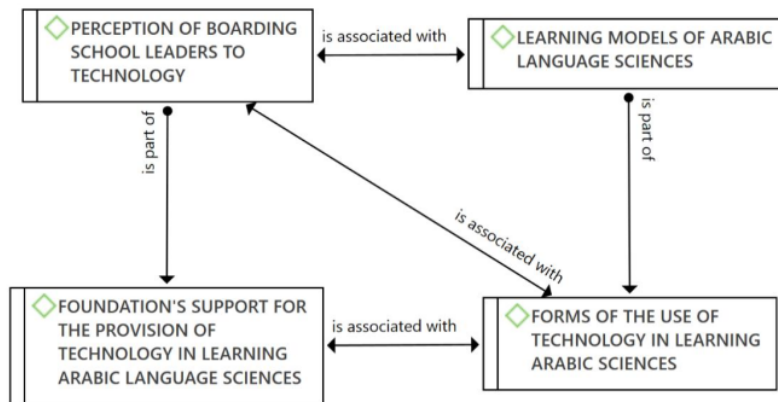 PERCEPTION OF BOARDING
SCHOOL LEADERS TO
TECHNOLOGY
is associated with
LEARNING MODELS OF ARABIC
LANGUAGE SCIENCES
is part of
is part of
is associated with
FOUNDATION'S SUPPORT FOR
THE PROVISION OF
TECHNOLOGY IN LEARNING
ARABIC LANGUAGE SCIENCES
is associated with
FORMS OF THE USE OF
TECHNOLOGY IN LEARNING
ARABIC SCIENCES